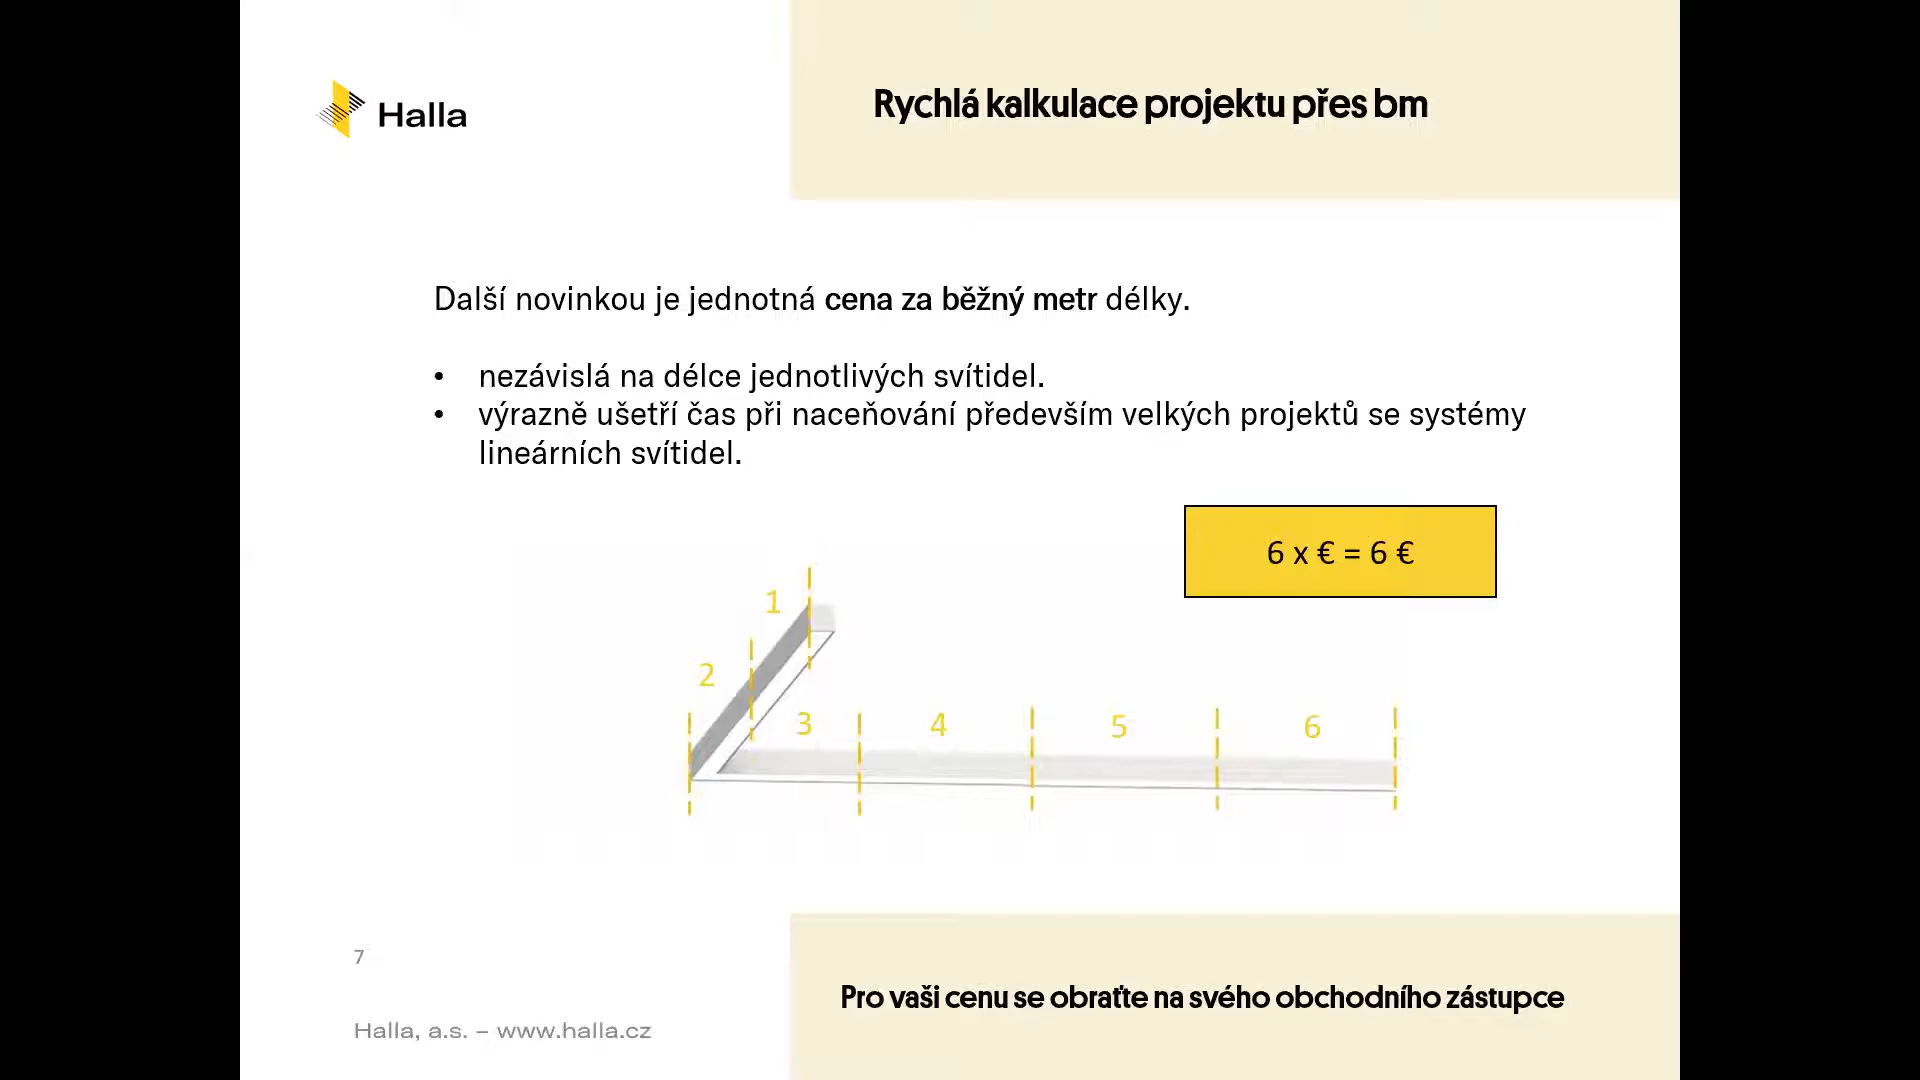 Halla
Rychlá kalkulace projektu přes bm
Další novinkou je jednotná cena za běžný metr délky.
• nezávislá na délce jednotlivých svítidel.
• výrazně ušetří čas při naceňování především velkých projektů se systémy
lineárních svítidel.
6 x € = 6 €
1
2
3
4
5
6
7
Pro vaši cenu se obraťte na svého obchodního zástupce
Halla, a.s. – www.halla.cz